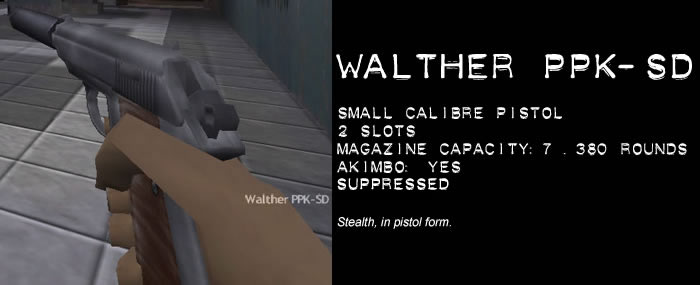 WALTHER PPK-SD
SMALL CALIBRE PISTOL
2 SLOTS
MAGAZINE CAPACITY: 7 .380 ROUNDS
AKIMBO: YES
SUPPRESSED
Walther PPK-SD
Stealth, in pistol form.